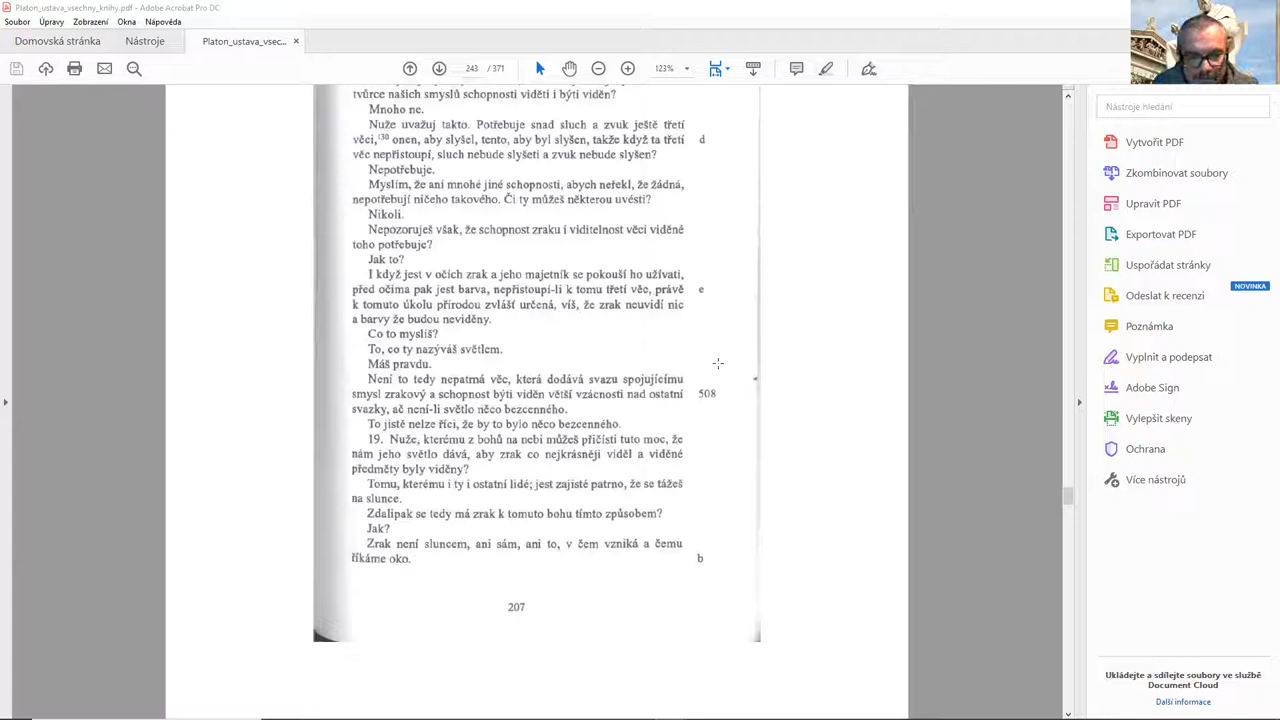 Platon_ustava_vsechny_knihy.pdf - Adobe Acrobat Pro DC
Soubor Úpravy Zobrazení Okna Nápověda
Domovská stránka Nástroje Platon_ustava_vsec... ×
243 / 371 123%
tvůrce našich smyslů schopnosti viděti i býti viděn?
Mnoho ne.
Nuže uvažuj takto. Potřebuje snad sluch a zvuk ještě třetí
věci,130 onen, aby slyšel, tento, aby byl slyšen, takže když ta třetí d
věc nepřistoupí, sluch nebude slyšeti a zvuk nebude slyšen?
Nepotřebuje.
Myslím, že ani mnohé jiné schopnosti, abych neřekl, že žádná,
nepotřebují ničeho takového. Či ty můžeš některou uvésti?
Nikoli.
Nepozoruješ však, že schopnost zraku i viditelnost věci viděné
toho potřebuje?
Jak to?
I když jest v očích zrak a jeho majetník se pokouší ho užívati,
před očima pak jest barva, nepřistoupí-li k tomu třetí věc, právě e
k tomuto úkolu přírodou zvlášť určená, víš, že zrak neuvidí nic
a barvy že budou neviděny.
Co to myslíš?
To, co ty nazýváš světlem.
Máš pravdu.
Není to tedy nepatrná věc, která dodává svazu spojujícímu
smysl zrakový a schopnost býti viděn větší vzácnosti nad ostatní 508
svazky, ač není-li světlo něco bezcenného.
To jistě nelze říci, že by to bylo něco bezcenného.
19. Nuže, kterému z bohů na nebi můžeš přičísti tuto moc, že
nám jeho světlo dává, aby zrak co nejkrásněji viděl a viděné
předměty byly viděny?
Tomu, kterému i ty i ostatní lidé; jest zajisté patrno, že se tážeš
na slunce.
Zdalipak se tedy má zrak k tomuto bohu tímto způsobem?
Jak?
Zrak není sluncem, ani sám, ani to, v čem vzniká a čemu
říkáme oko. b
207
Nástroje hledání
Vytvořit PDF
Zkombinovat soubory
Upravit PDF
Exportovat PDF
Uspořádat stránky
NOVINKA
Odeslat k recenzi
Poznámka
Vyplnit a podepsat
Adobe Sign
Vylepšit skeny
Ochrana
Více nástrojů
Ukládejte a sdílejte soubory ve službě
Document Cloud
Další informace